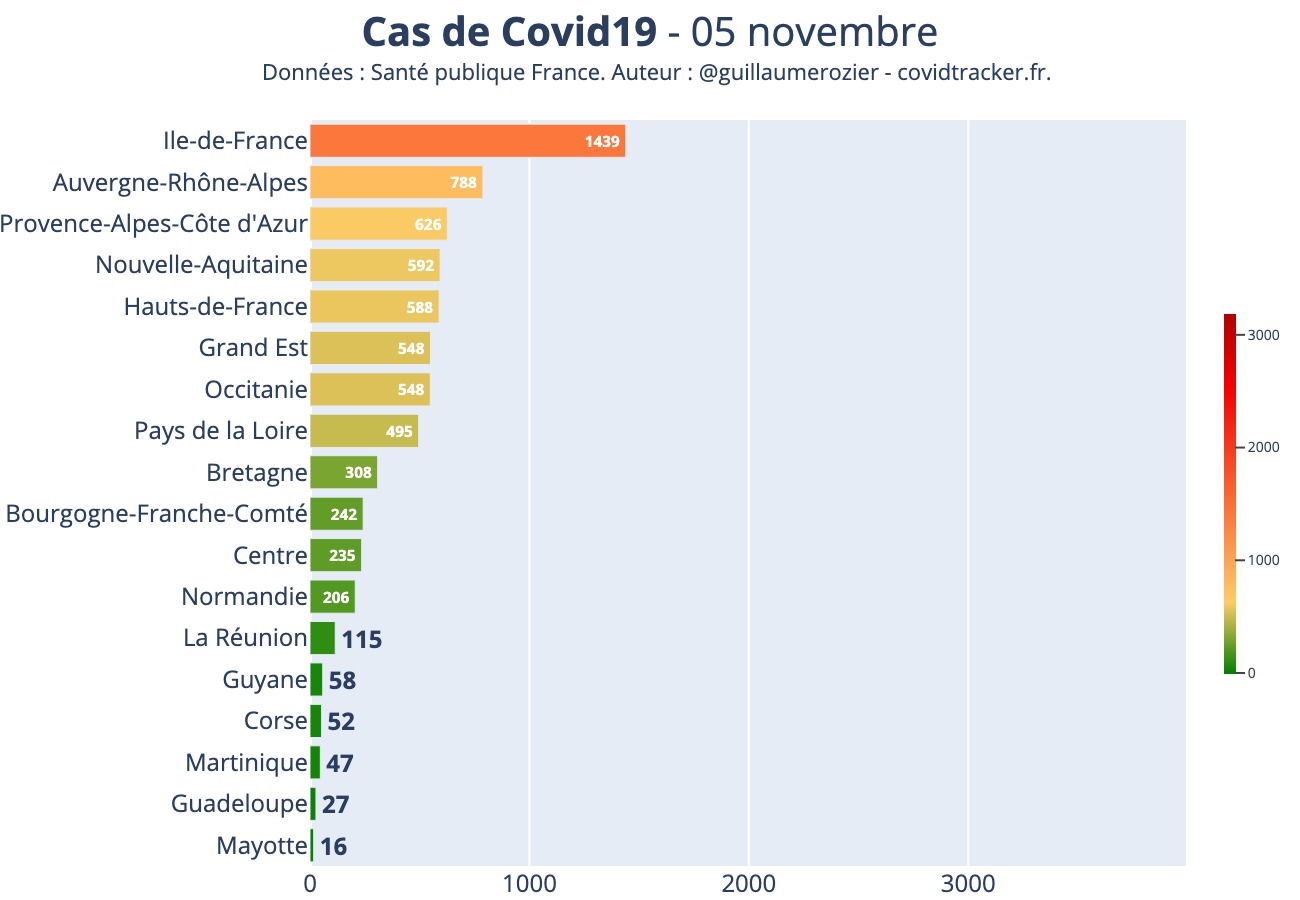 Cas de Covid19 - 05 novembre
Données : Santé publique France. Auteur : @guillaumerozier - covidtracker.fr.
Ile-de-France 1439
Auvergne-Rhône-Alpes 788
Provence-Alpes-Côte d'Azur 626
Nouvelle-Aquitaine 592
Hauts-de-France 588
Grand Est 548
Occitanie 548
Pays de la Loire 495
Bretagne 308
Bourgogne-Franche-Comté 242
Centre 235
Normandie 206
La Réunion 115
Guyane 58
Corse 52
Martinique 47
Guadeloupe 27
Mayotte 16
0 1000 2000 3000
3000
2000
1000
0